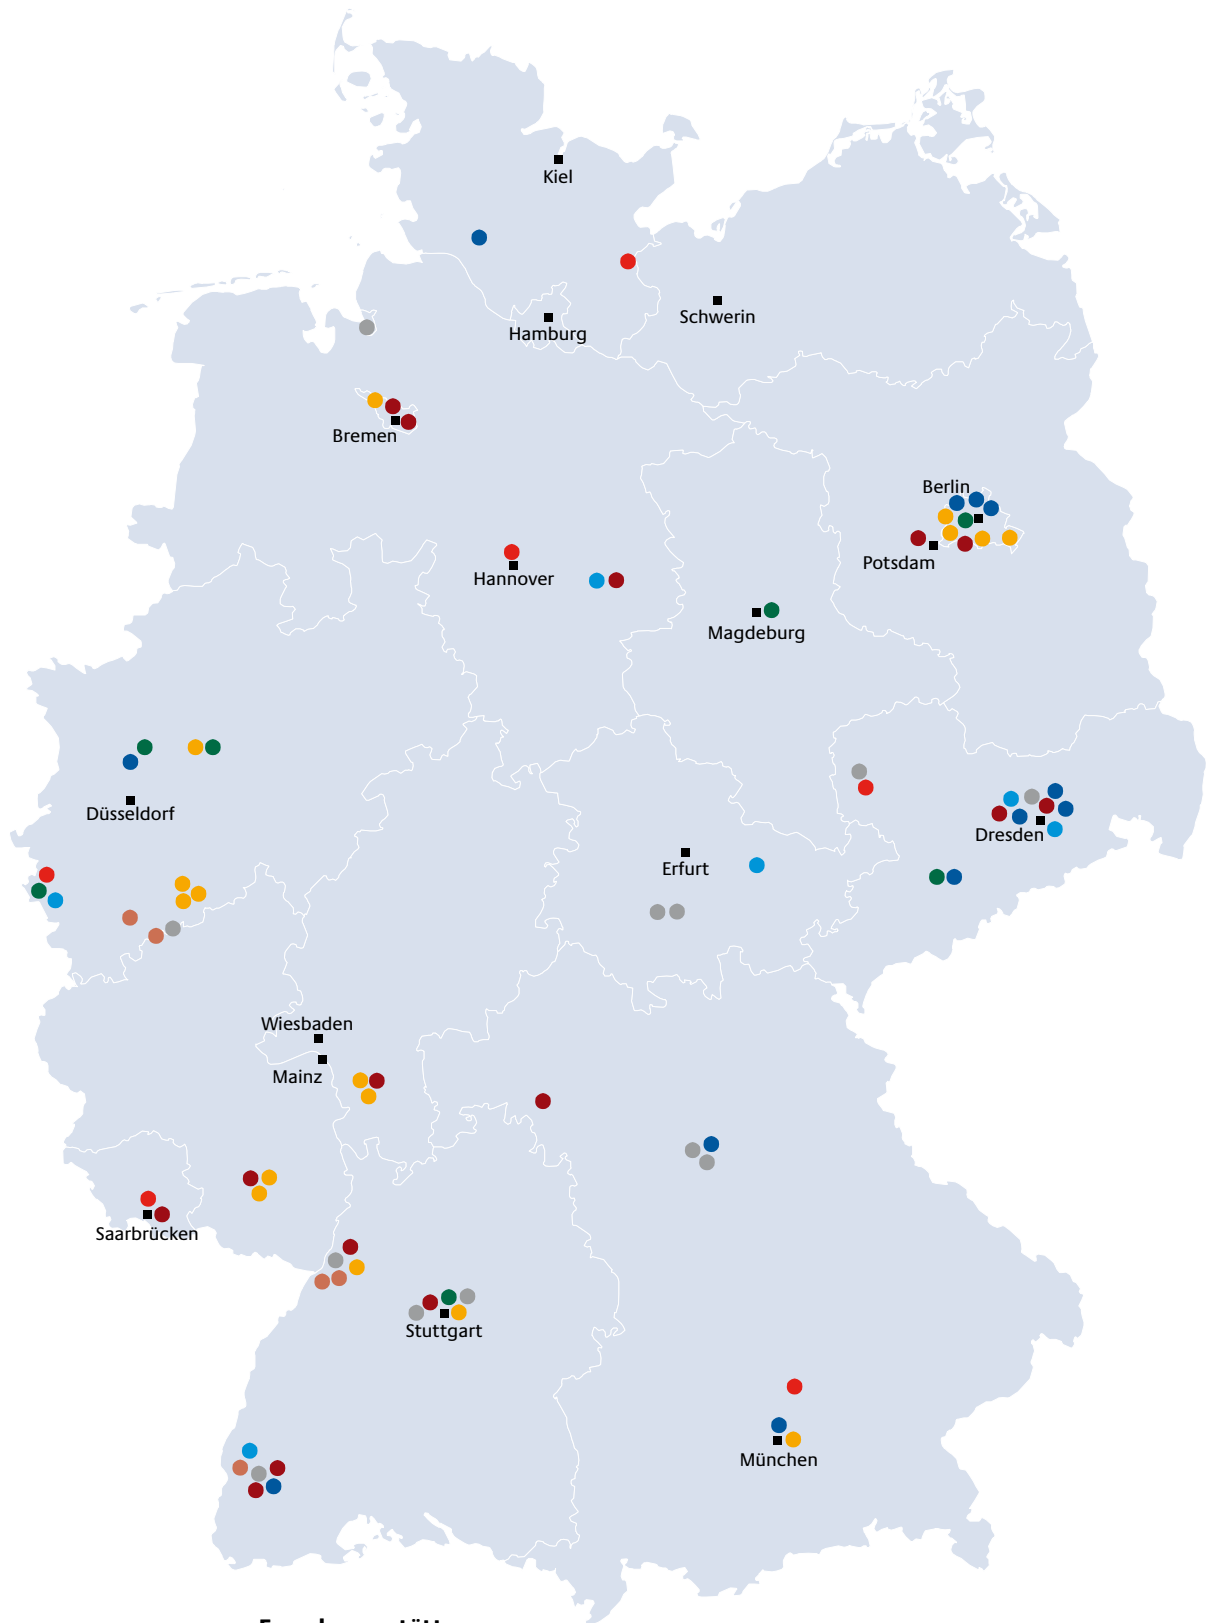 Kiel
Schwerin
Hamburg
Bremen
Berlin
Potsdam
Hannover
Magdeburg
Düsseldorf
Dresden
Erfurt
Wiesbaden
Mainz
Saarbrücken
Stuttgart
München